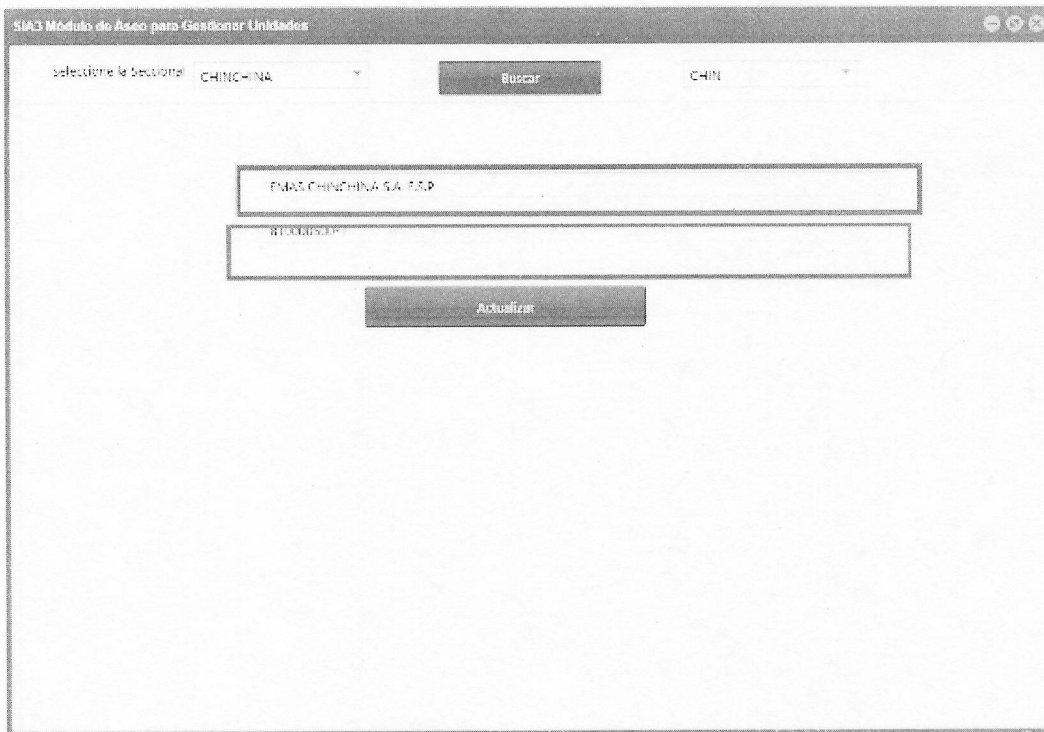 SIA3 Módulo de Aseo para Gestionar Unidades
Seleccione la Seccional CHINCHINA Buscar CHIN
EMAS CHINCHINA S.A. E.S.P
Actualizar